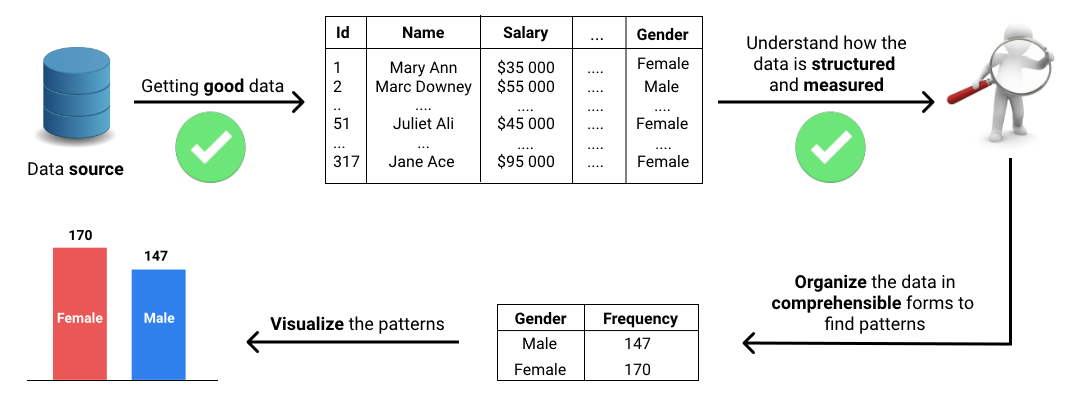 Data source
Getting good data
Id Name Salary ... Gender
1 Mary Ann $35 000 .... Female
2 Marc Downey $55 000 .... Male
.. .... .... .... ....
51 Juliet Ali $45 000 .... Female
... ... .... .... ....
317 Jane Ace $95 000 .... Female
Understand how the
data is structured
and measured
Organize the data in
comprehensible forms to
find patterns
Gender Frequency
Male 147
Female 170
Visualize the patterns
170
147
Female
Male